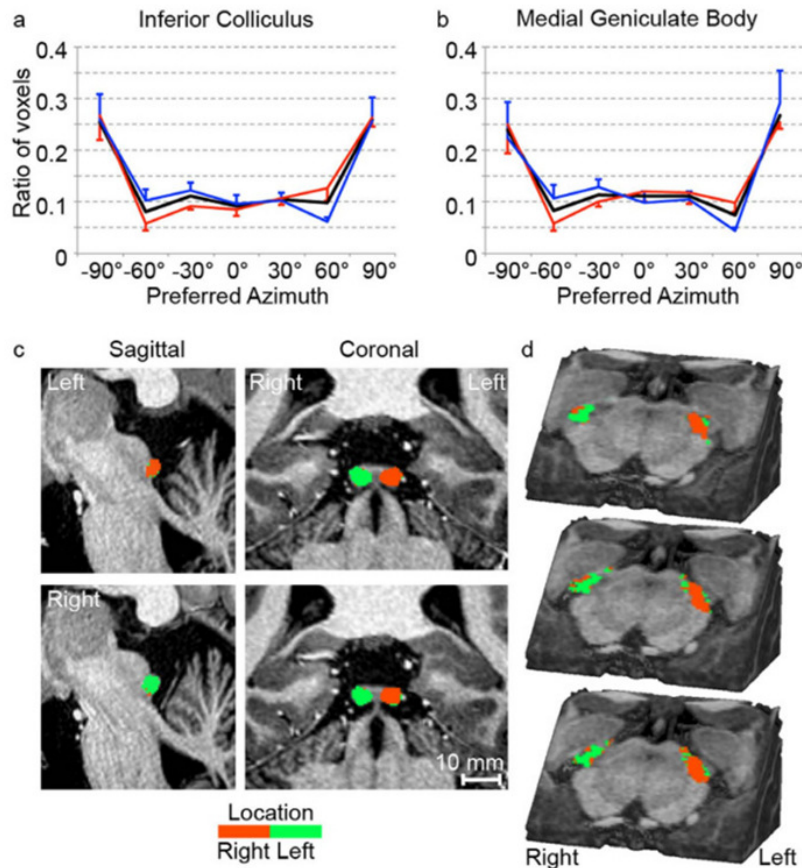 a
Inferior Colliculus
0.4
0.3
0.2
0.1
0
Ratio of voxels
-90° -60° -30° 0° 30° 60° 90°
Preferred Azimuth
b
Medial Geniculate Body
0.4
0.3
0.2
0.1
0
-90° -60° -30° 0° 30° 60° 90°
Preferred Azimuth
c
Sagittal
Coronal
Left
Right
Left
Right
10 mm
Location
Right Left
d
Right
Left